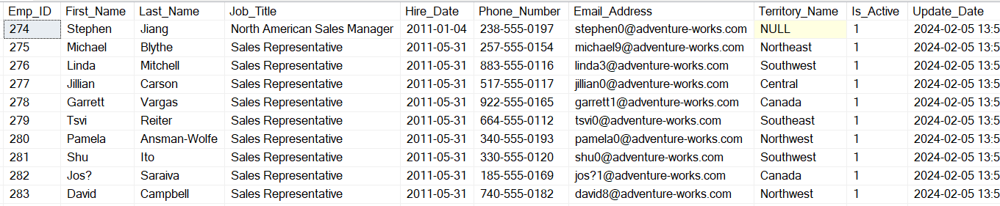 Emp_ID First_Name Last_Name Job_Title Hire_Date Phone_Number Email_Address Territory_Name Is_Active Update_Date
274 Stephen Jiang North American Sales Manager 2011-01-04 238-555-0197 stephen0@adventure-works.com NULL 1 2024-02-05 13:5
275 Michael Blythe Sales Representative 2011-05-31 257-555-0154 michael9@adventure-works.com Northeast 1 2024-02-05 13:5
276 Linda Mitchell Sales Representative 2011-05-31 883-555-0116 linda3@adventure-works.com Southwest 1 2024-02-05 13:5
277 Jillian Carson Sales Representative 2011-05-31 517-555-0117 jillian0@adventure-works.com Central 1 2024-02-05 13:5
278 Garrett Vargas Sales Representative 2011-05-31 922-555-0165 garrett1@adventure-works.com Canada 1 2024-02-05 13:5
279 Tsvi Reiter Sales Representative 2011-05-31 664-555-0112 tsvi0@adventure-works.com Southeast 1 2024-02-05 13:5
280 Pamela Ansman-Wolfe Sales Representative 2011-05-31 340-555-0193 pamela0@adventure-works.com Northwest 1 2024-02-05 13:5
281 Shu Ito Sales Representative 2011-05-31 330-555-0120 shu0@adventure-works.com Southwest 1 2024-02-05 13:5
282 Jos? Saraiva Sales Representative 2011-05-31 185-555-0169 jos?1@adventure-works.com Canada 1 2024-02-05 13:5
283 David Campbell Sales Representative 2011-05-31 740-555-0182 david8@adventure-works.com Northwest 1 2024-02-05 13:5